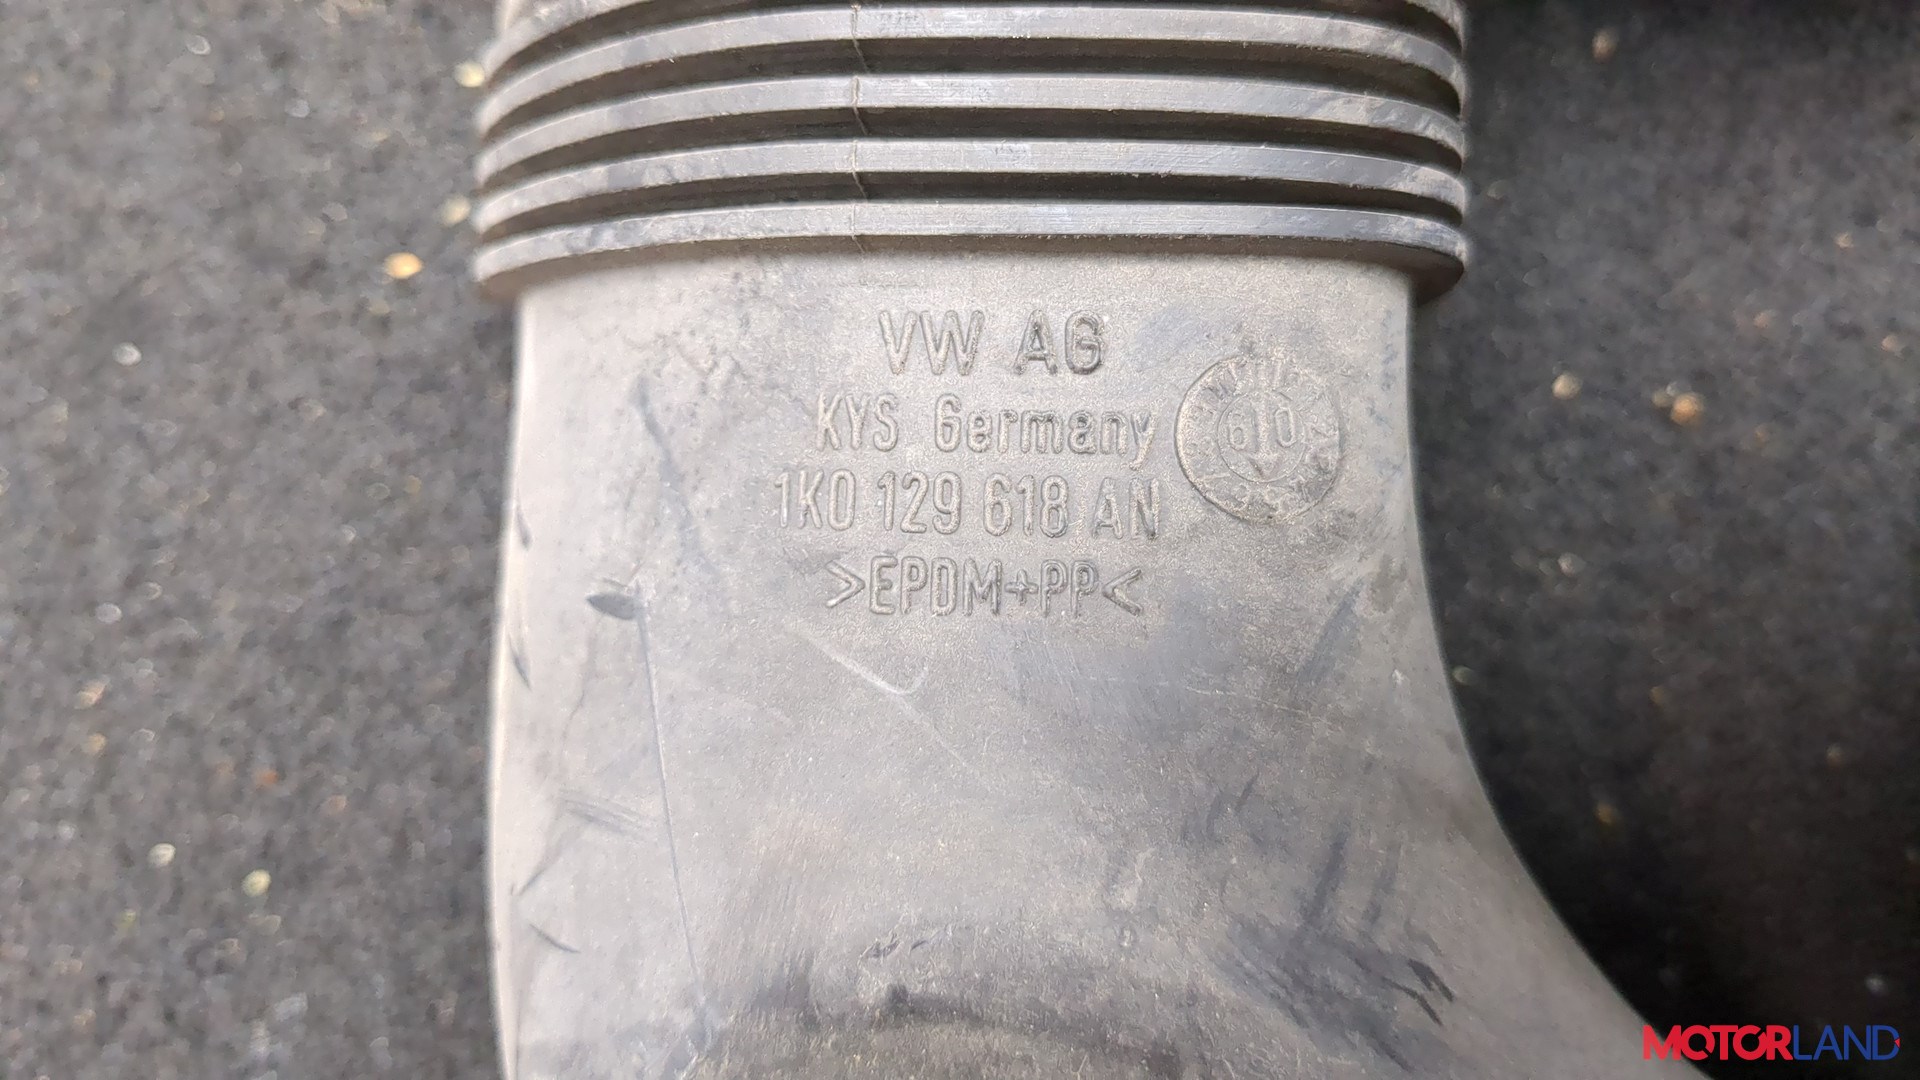 VW AG
KYS Germany
1K0 129 618 AN
>EPDM+PP<
MOTORLAND